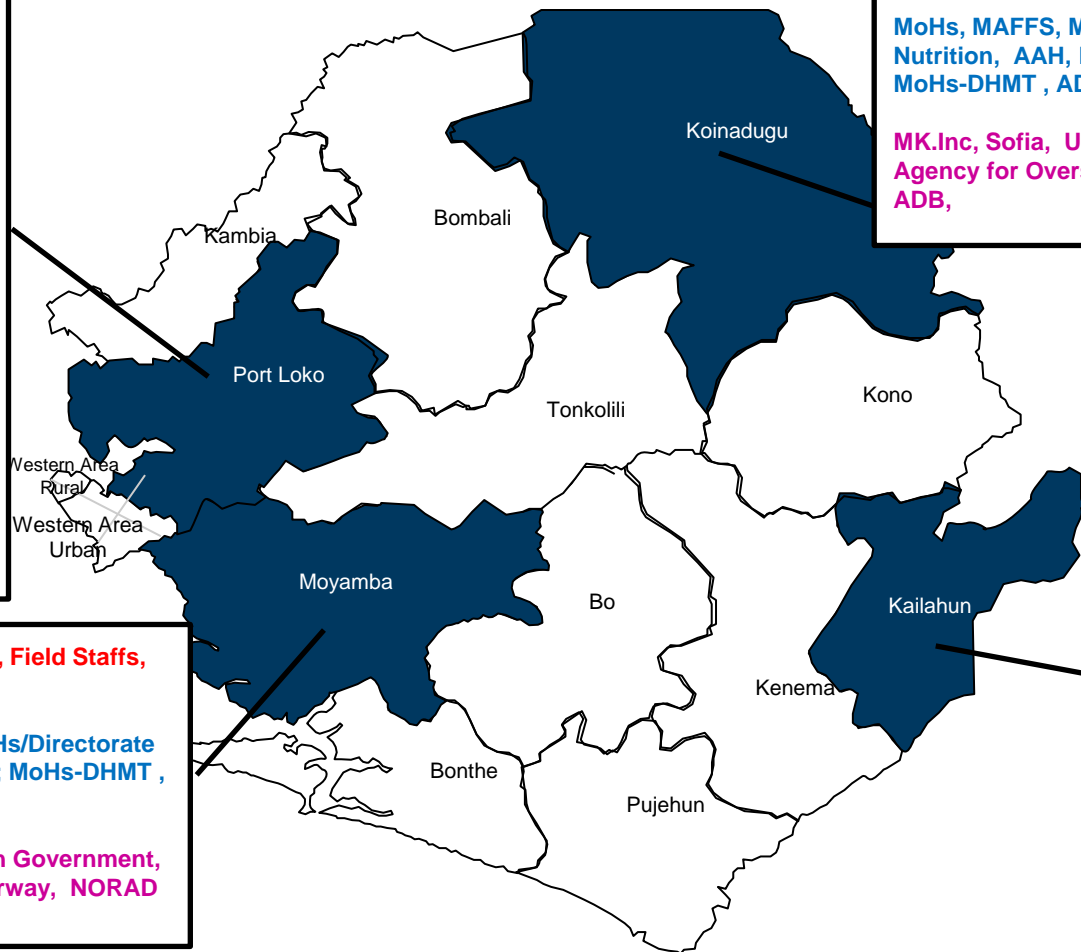 MoHs, MAFFS,
Nutrition, AAH,
MoHs-DHMT ,
MK.Inc, Sofia,
Agency for
ADB,
Koinadugu
Bombali
Kambia
Port Loko
Kono
Tonkolili
Western Area
Rural
Western Area
Urban
Moyamba
Bo
Kailahun
Kenema
Bonthe
Pujehun
, Field Staffs,
Hs/Directorate
MoHs-DHMT ,
n Government,
rway, NORAD